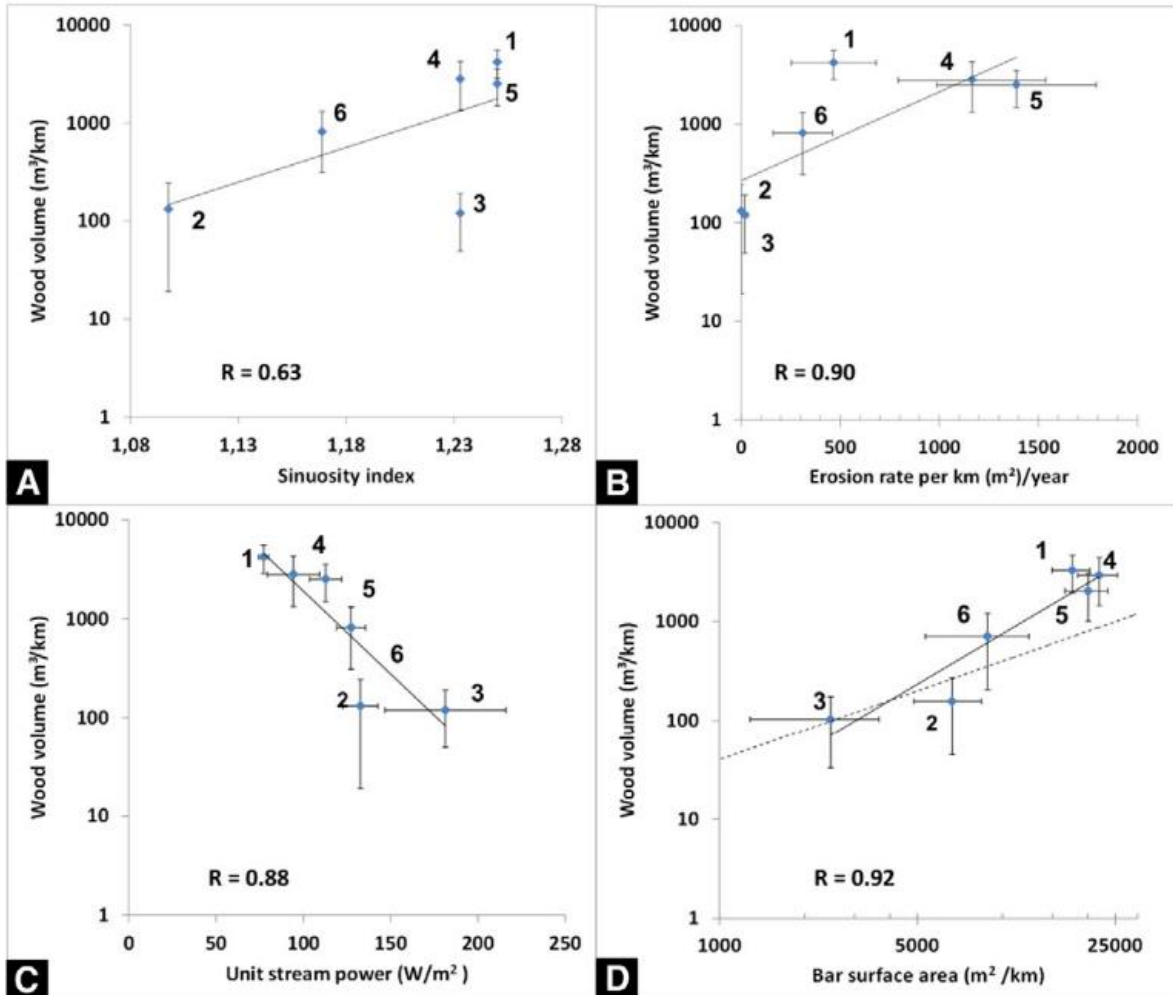 10000
1000
100
10
1
Wood volume (m³/km)
1
4
5
6
3
2
R = 0.63
1,08 1,13 1,18 1,23 1,28
Sinuosity index
A
10000
1000
100
10
1
Wood volume (m³/km)
1
4
5
6
2
3
R = 0.90
0 500 1000 1500 2000
Erosion rate per km (m²)/year
B
10000
1000
100
10
1
Wood volume (m³/km)
1
4
5
6
2
3
R = 0.88
0 50 100 150 200 250
Unit stream power (W/m² )
C
10000
1000
100
10
1
Wood volume (m³/km)
1
4
5
6
3
2
R = 0.92
1000 5000 25000
Bar surface area (m² /km)
D